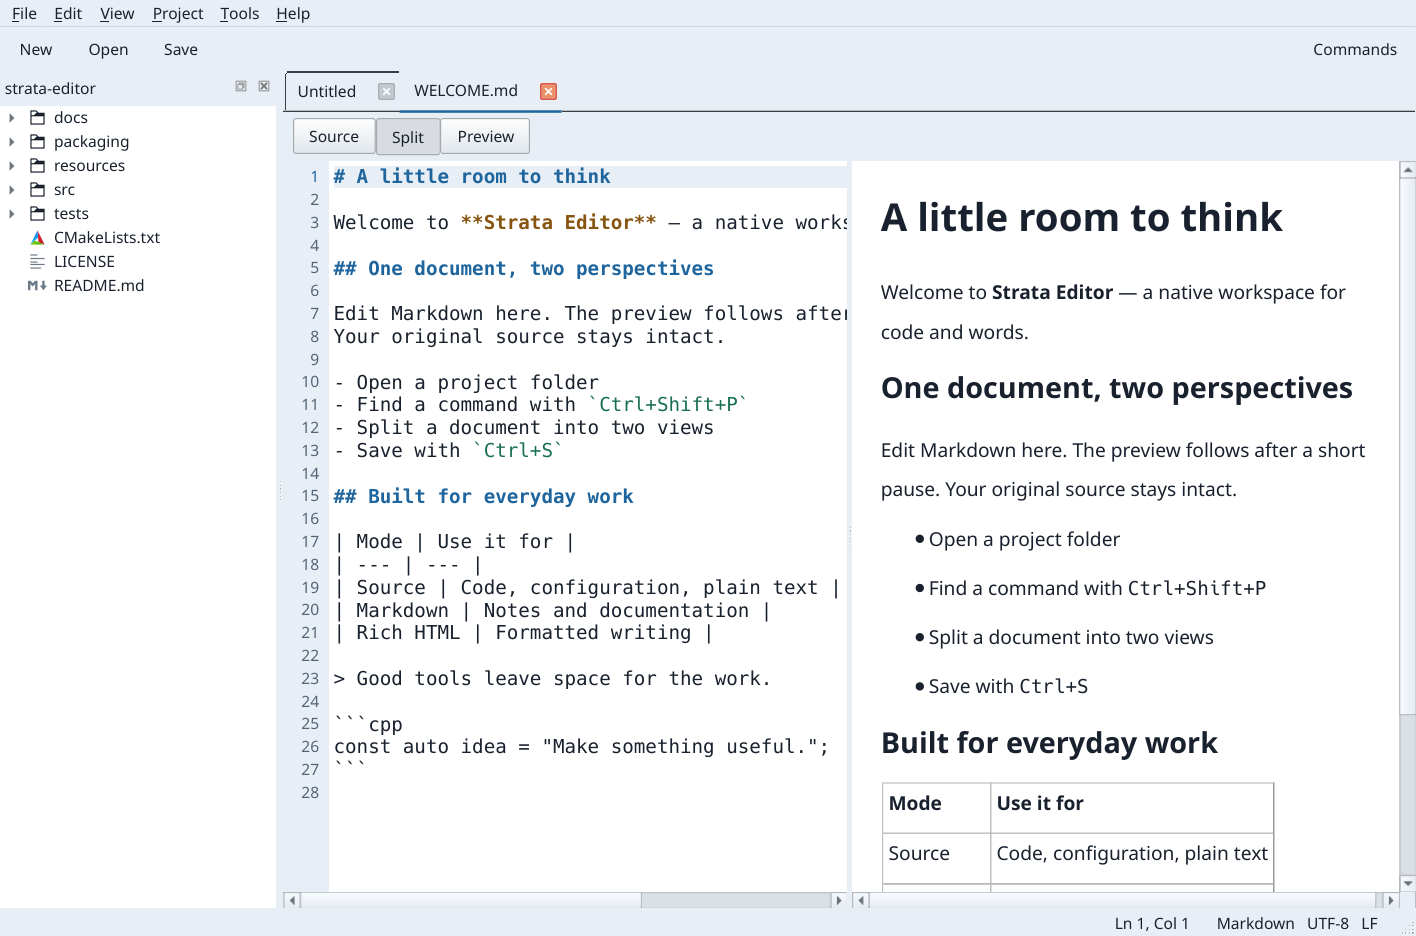 File Edit View Project Tools Help
New Open Save Commands
strata-editor
docs
packaging
resources
src
tests
CMakeLists.txt
LICENSE
README.md
Untitled WELCOME.md
Source Split Preview
1 # A little room to think
2
3 Welcome to **Strata Editor** — a native works
4
5 ## One document, two perspectives
6
7 Edit Markdown here. The preview follows after
8 Your original source stays intact.
9
10 - Open a project folder
11 - Find a command with `Ctrl+Shift+P`
12 - Split a document into two views
13 - Save with `Ctrl+S`
14
15 ## Built for everyday work
16
17 | Mode | Use it for |
18 | --- | --- |
19 | Source | Code, configuration, plain text |
20 | Markdown | Notes and documentation |
21 | Rich HTML | Formatted writing |
22
23 > Good tools leave space for the work.
24
25 ```cpp
26 const auto idea = "Make something useful.";
27 ```
28
A little room to think
Welcome to Strata Editor — a native workspace for
code and words.
One document, two perspectives
Edit Markdown here. The preview follows after a short
pause. Your original source stays intact.
• Open a project folder
• Find a command with Ctrl+Shift+P
• Split a document into two views
• Save with Ctrl+S
Built for everyday work
Mode Use it for
Source Code, configuration, plain text
Ln 1, Col 1 Markdown UTF-8 LF